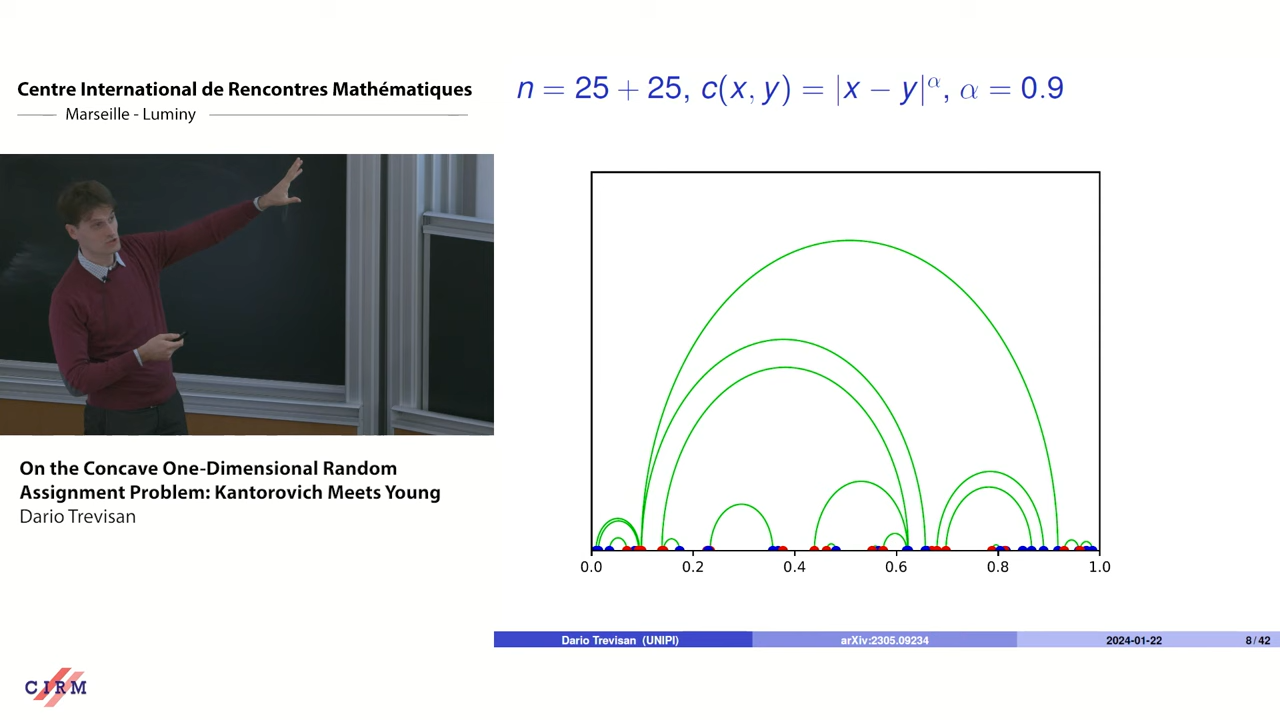 Centre International de Rencontres Mathématiques
Marseille - Luminy
n = 25 + 25, c(x, y) = |x − y|^α, α = 0.9
On the Concave One-Dimensional Random
Assignment Problem: Kantorovich Meets Young
Dario Trevisan
0.0 0.2 0.4 0.6 0.8 1.0
Dario Trevisan (UNIPI) arXiv:2305.09234 2024-01-22 8 / 42
CIRM